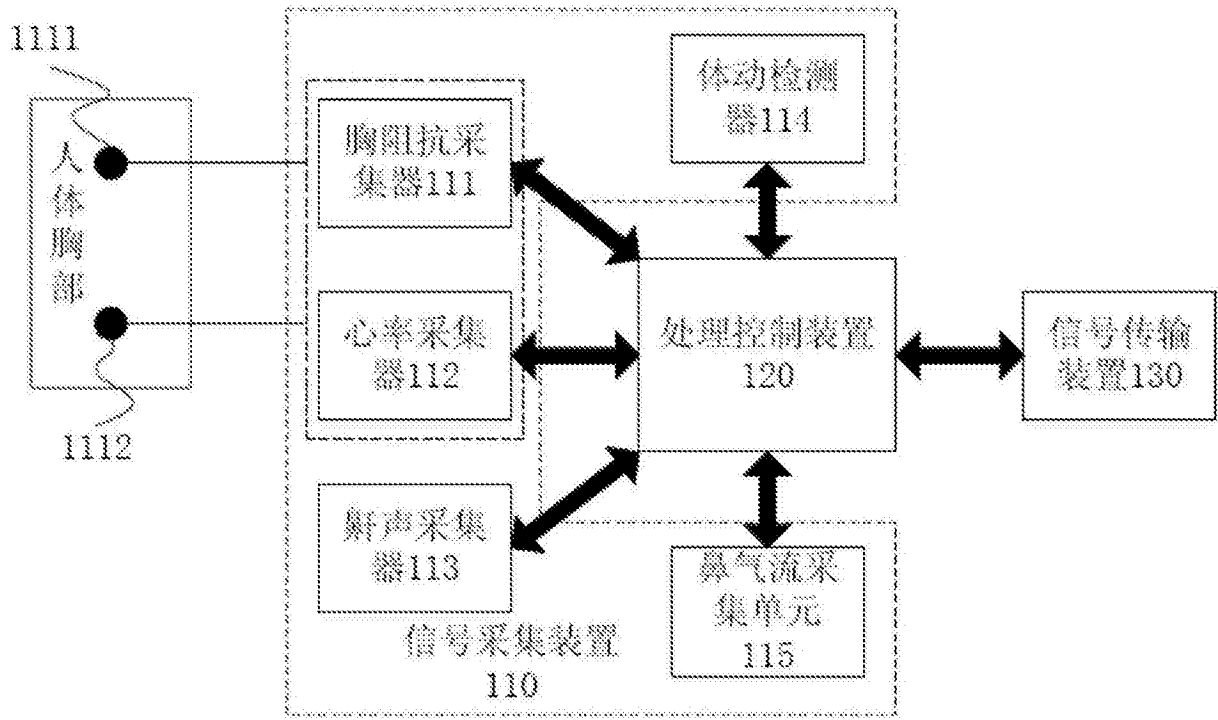 1111
人
体
胸
部
1112
胸阻抗采
集器111
心率采集
器112
鼾声采集
器113
信号采集装置
110
体动检测
器114
处理控制装置
120
鼻气流采
集单元
115
信号传输
装置130